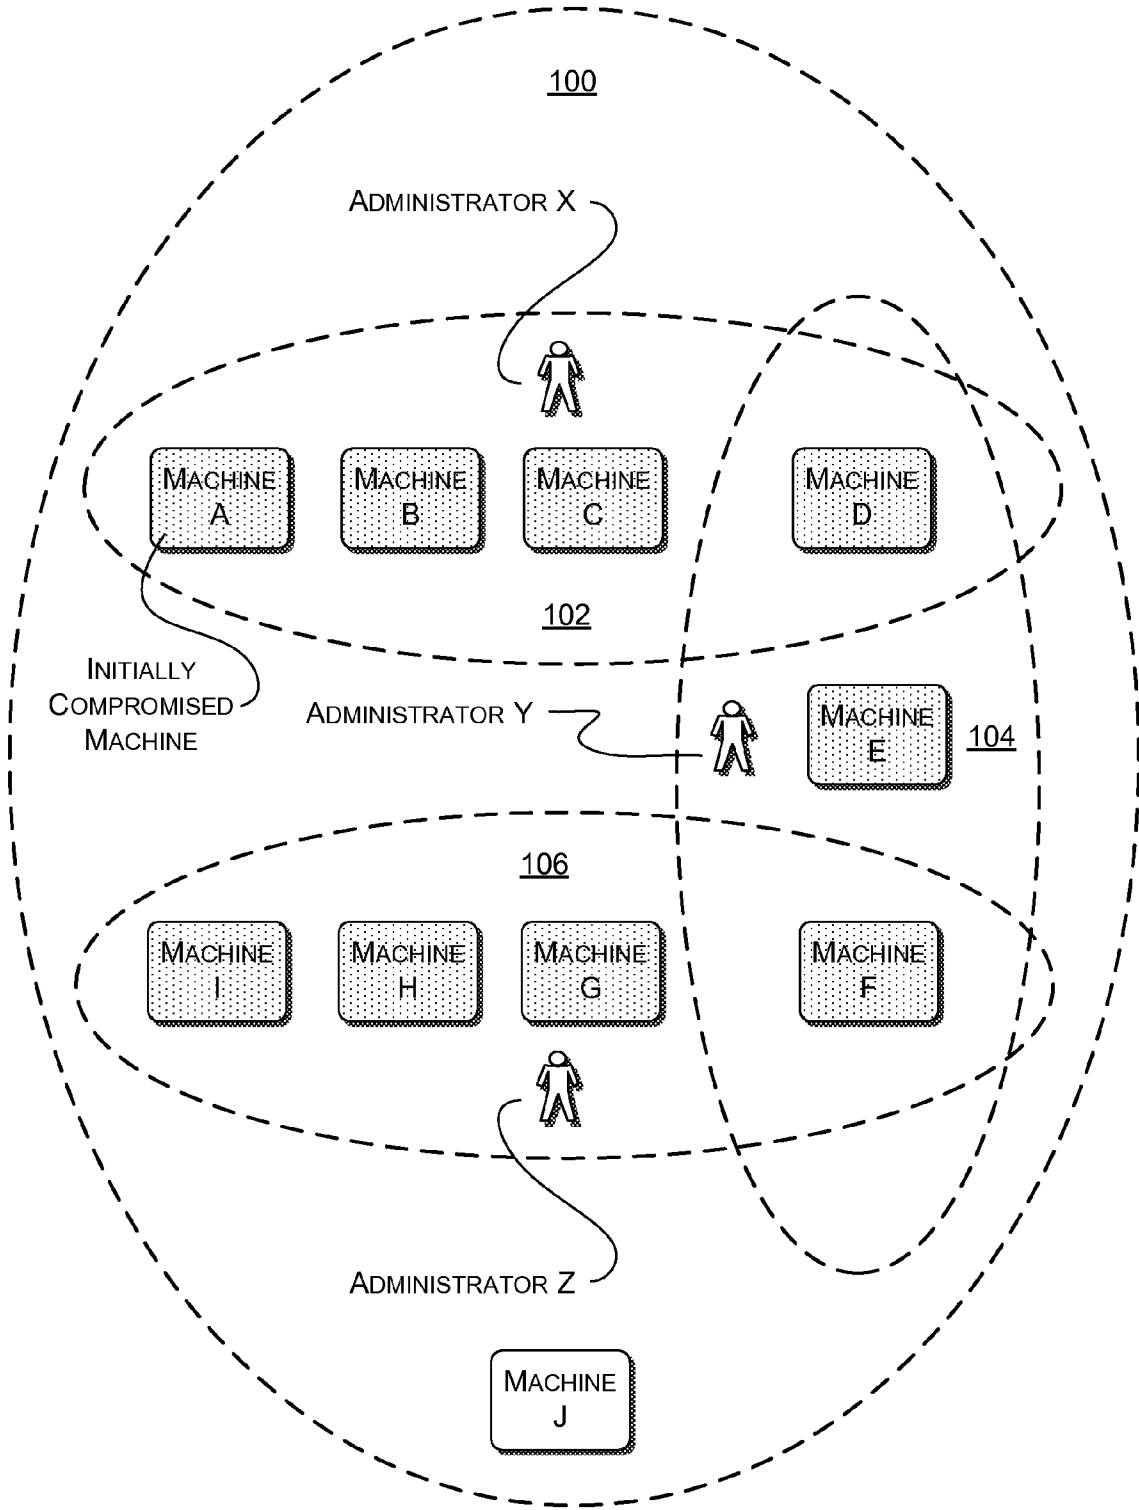 100
ADMINISTRATOR X
MACHINE
A
MACHINE
B
MACHINE
C
MACHINE
D
102
INITIALLY
COMPROMISED
MACHINE
ADMINISTRATOR Y
MACHINE
E
104
106
MACHINE
I
MACHINE
H
MACHINE
G
MACHINE
F
ADMINISTRATOR Z
MACHINE
J